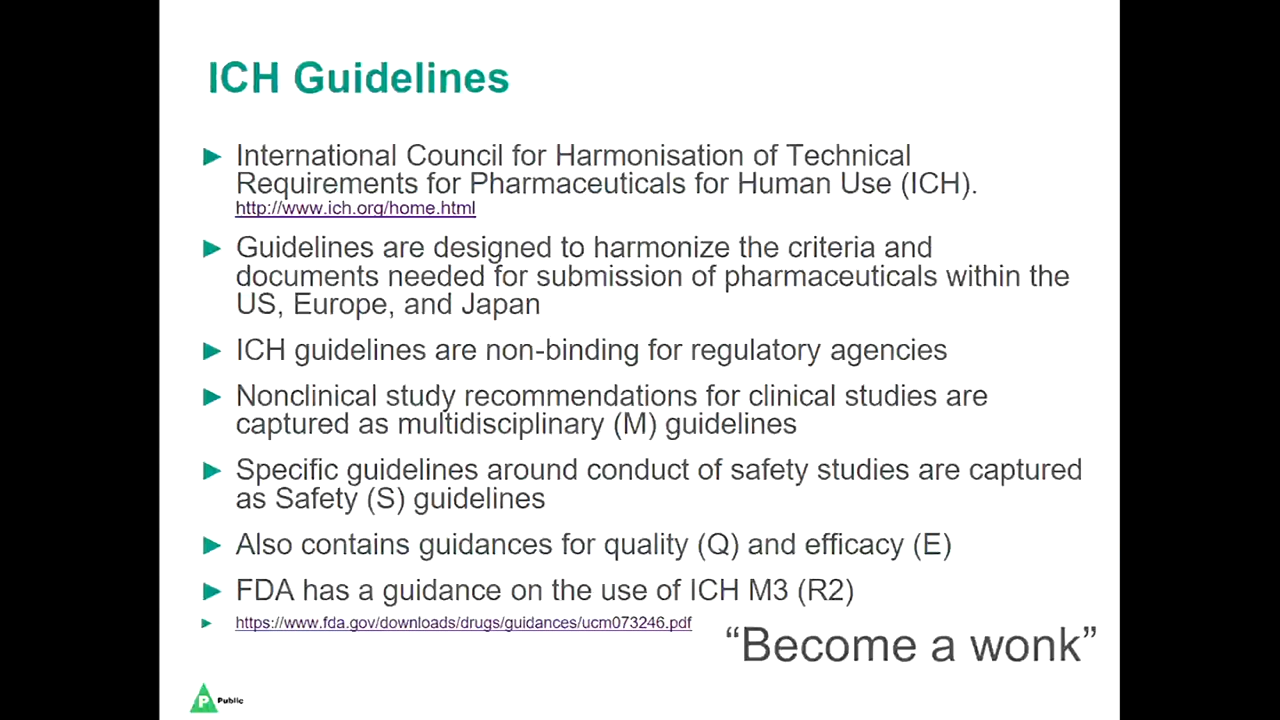 ICH Guidelines
International Council for Harmonisation of Technical
Requirements for Pharmaceuticals for Human Use (ICH).
http://www.ich.org/home.html
Guidelines are designed to harmonize the criteria and
documents needed for submission of pharmaceuticals within the
US, Europe, and Japan
ICH guidelines are non-binding for regulatory agencies
Nonclinical study recommendations for clinical studies are
captured as multidisciplinary (M) guidelines
Specific guidelines around conduct of safety studies are captured
as Safety (S) guidelines
Also contains guidances for quality (Q) and efficacy (E)
FDA has a guidance on the use of ICH M3 (R2)
https://www.fda.gov/downloads/drugs/guidances/ucm073246.pdf
“Become a wonk”
P Public